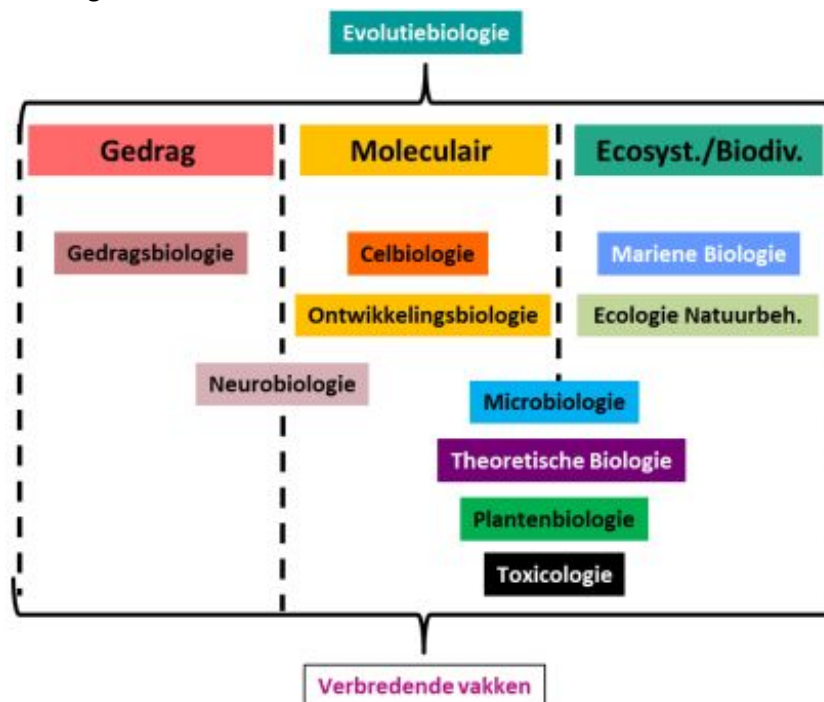 Evolutiebiologie
Gedrag
Moleculair
Ecosyst./Biodiv.
Gedragsbiologie
Celbiologie
Mariene Biologie
Ontwikkelingsbiologie
Ecologie Natuurbeh.
Neurobiologie
Microbiologie
Theoretische Biologie
Plantenbiologie
Toxicologie
Verbredende vakken